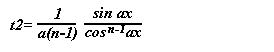 t2= 1/a(n-1) sin ax/cos^{n-1}ax